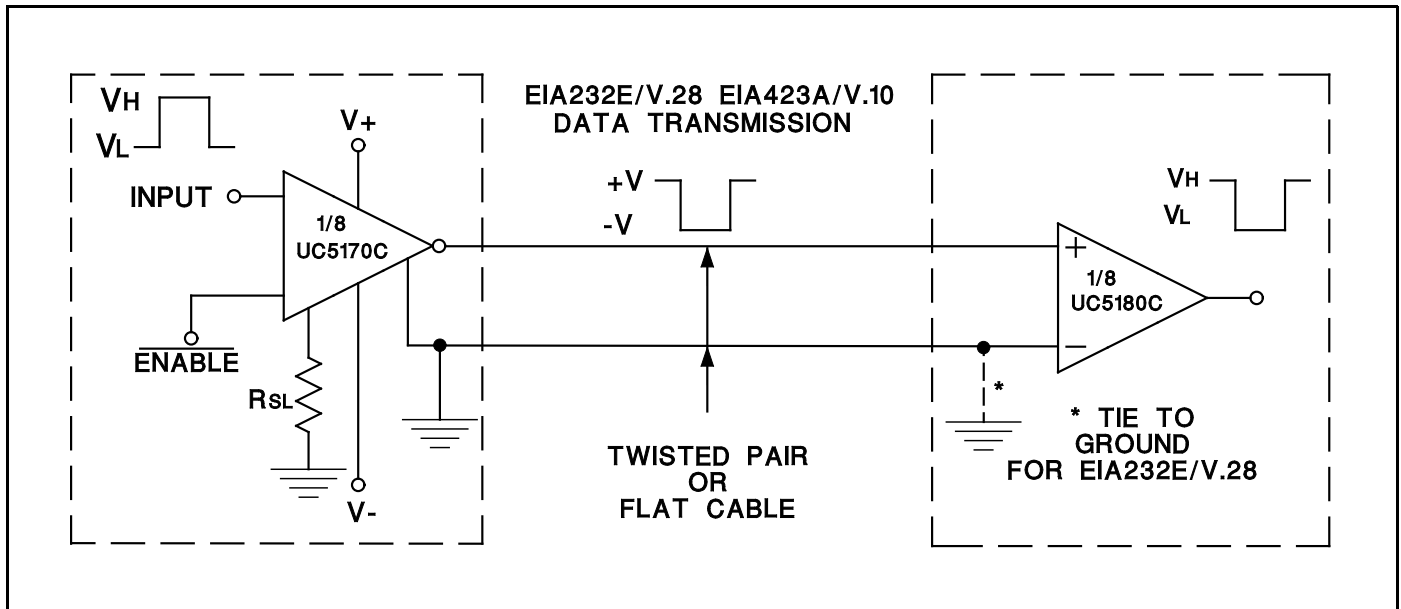 VH
VL
V+
INPUT
1/8
UC5170C
ENABLE
RSL
V-
EIA232E/V.28 EIA423A/V.10
DATA TRANSMISSION
+V
-V
TWISTED PAIR
OR
FLAT CABLE
VH
VL
+
1/8
UC5180C
−
*
* TIE TO
GROUND
FOR EIA232E/V.28